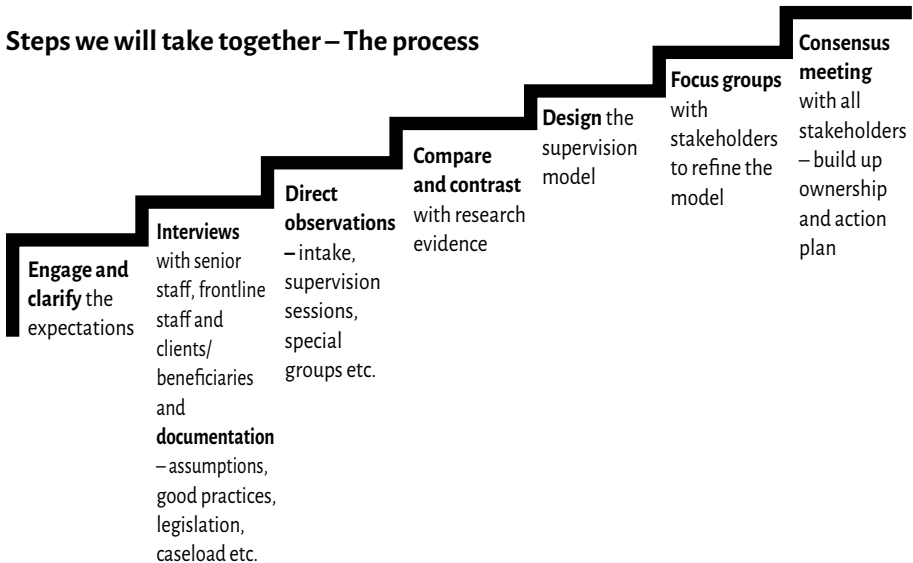 Steps we will take together – The process
Engage and
clarify the
expectations
Interviews
with senior
staff, frontline
staff and
clients/
beneficiaries
and
documentation
– assumptions,
good practices,
legislation,
caseload etc.
Direct
observations
– intake,
supervision
sessions,
special
groups etc.
Compare
and contrast
with research
evidence
Design the
supervision
model
Focus groups
with
stakeholders
to refine the
model
Consensus
meeting
with all
stakeholders
– build up
ownership
and action
plan